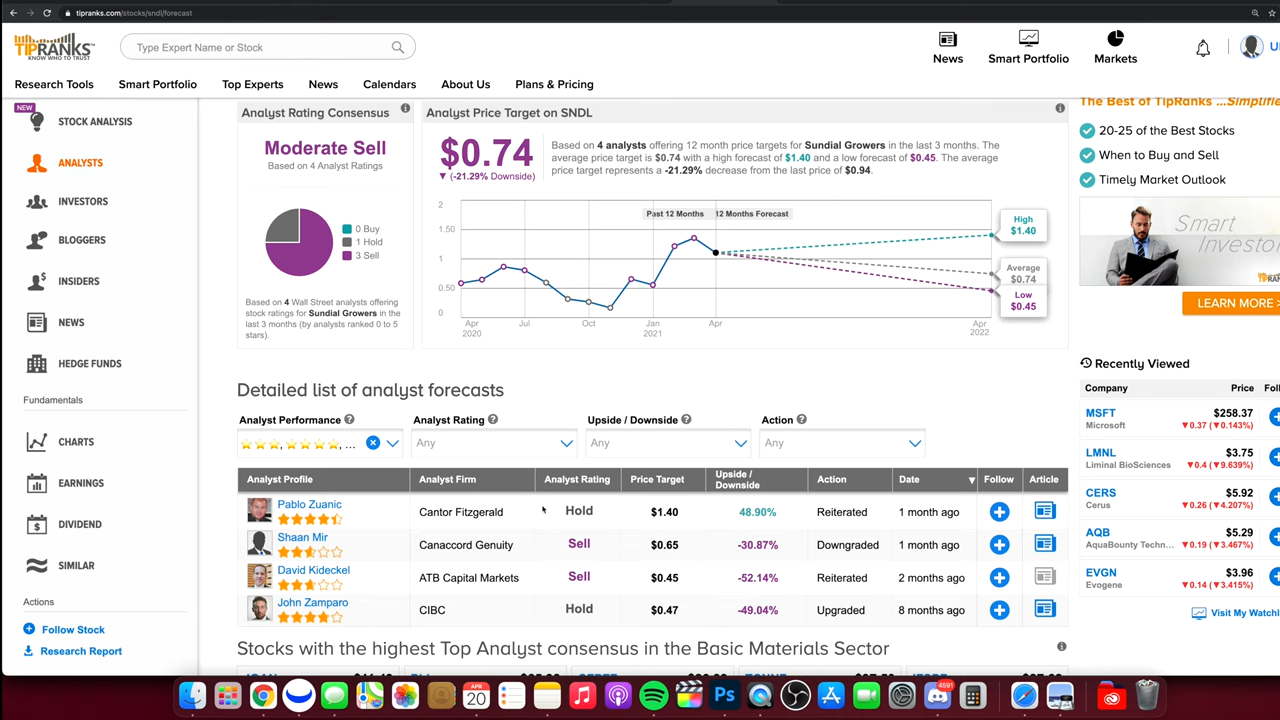 tipranks.com/stocks/sndl/forecast
TIPRANKS
KNOW WHO TO TRUST
Type Expert Name or Stock
News
Smart Portfolio
Markets
Research Tools
Smart Portfolio
Top Experts
News
Calendars
About Us
Plans & Pricing
NEW
STOCK ANALYSIS
ANALYSTS
INVESTORS
BLOGGERS
INSIDERS
NEWS
HEDGE FUNDS
Fundamentals
CHARTS
EARNINGS
DIVIDEND
SIMILAR
Actions
Follow Stock
Research Report
Analyst Rating Consensus
Moderate Sell
Based on 4 Analyst Ratings
0 Buy
1 Hold
3 Sell
Based on 4 Wall Street analysts offering
stock ratings for Sundial Growers in the
last 3 months (by analysts ranked 0 to 5
stars).
Analyst Price Target on SNDL
$0.74
▼ (-21.29% Downside)
Based on 4 analysts offering 12 month price targets for Sundial Growers in the last 3 months. The
average price target is $0.74 with a high forecast of $1.40 and a low forecast of $0.45. The average
price target represents a -21.29% decrease from the last price of $0.94.
Past 12 Months
12 Months Forecast
2
1.50
1
0.50
0
Apr
2020
Jul
Oct
Jan
2021
Apr
Apr
2022
High
$1.40
Average
$0.74
Low
$0.45
Detailed list of analyst forecasts
Analyst Performance
Analyst Rating
Upside / Downside
Action
, ...
Any
Any
Any
Analyst Profile Analyst Firm Analyst Rating Price Target Upside / Downside Action Date ▼ Follow Article
Pablo Zuanic Cantor Fitzgerald Hold $1.40 48.90% Reiterated 1 month ago
Shaan Mir Canaccord Genuity Sell $0.65 -30.87% Downgraded 1 month ago
David Kideckel ATB Capital Markets Sell $0.45 -52.14% Reiterated 2 months ago
John Zamparo CIBC Hold $0.47 -49.04% Upgraded 8 months ago
Stocks with the highest Top Analyst consensus in the Basic Materials Sector
The Best of TipRanks ...Simplifie
20-25 of the Best Stocks
When to Buy and Sell
Timely Market Outlook
Smart
Investo
LEARN MORE >
Recently Viewed
Company Price Foll
MSFT $258.37
Microsoft ▼0.37 (▼0.143%)
LMNL $3.75
Liminal BioSciences ▼0.4 (▼9.639%)
CERS $5.92
Cerus ▼0.26 (▼4.207%)
AQB $5.29
AquaBounty Techn... ▼0.19 (▼3.467%)
EVGN $3.96
Evogene ▼0.14 (▼3.415%)
Visit My Watchl
APR
20
4591
Ps